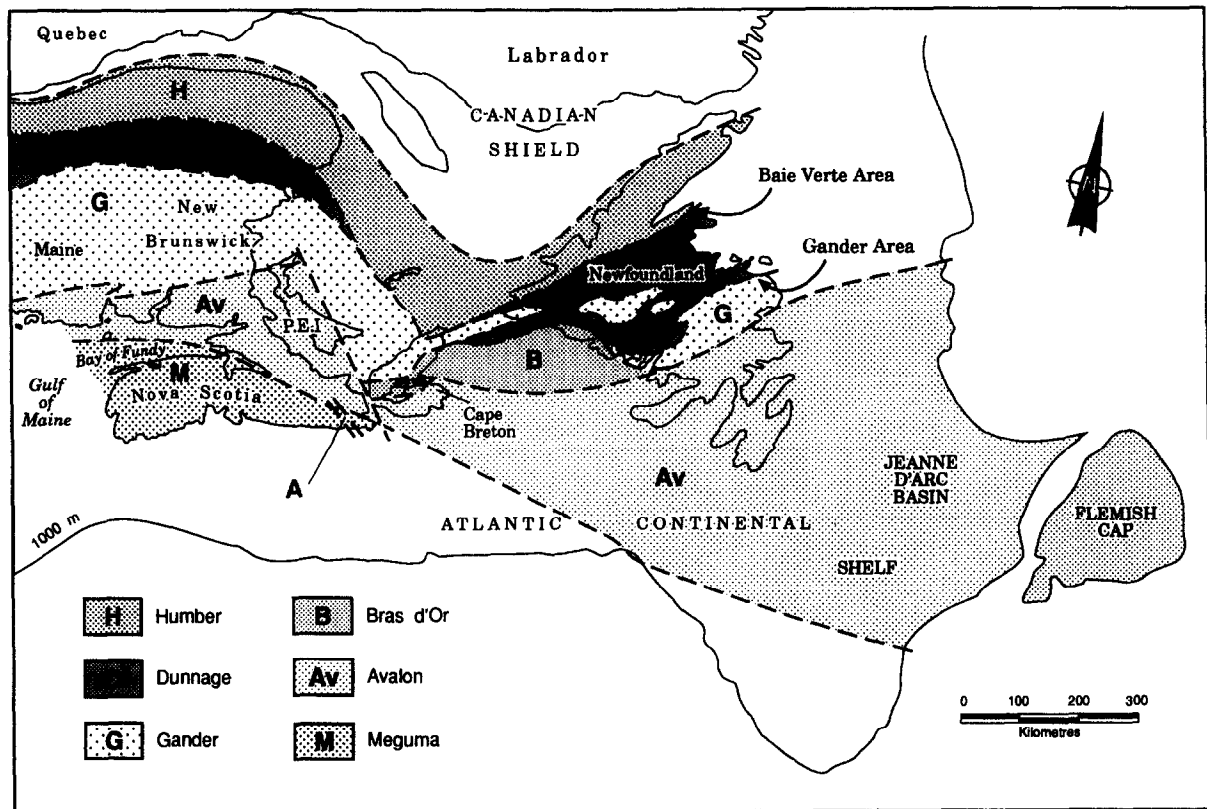 Quebec
Labrador
H
C-A-NADIA-N
SHIELD
Baie Verte Area
G
New
Brunswick
Maine
Gander Area
Newfoundland
Av
G
P.E.I
Bay of Fundy
B
M
Gulf
of
Maine
Nova Scotia
Cape
Breton
A
Av
JEANNE
D'ARC
BASIN
FLEMISH
CAP
1000 m
ATLANTIC CONTINENTAL
SHELF
H Humber
B Bras d'Or
Dunnage
Av Avalon
G Gander
M Meguma
0 100 200 300
Kilometres